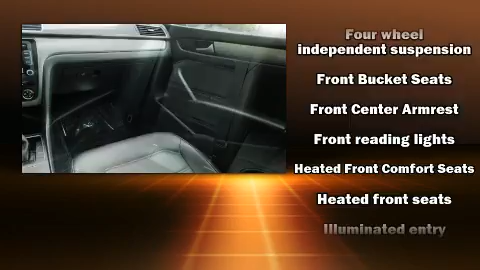 Four wheel
independent suspension
Front Bucket Seats
Front Center Armrest
Front reading lights
Heated Front Comfort Seats
Heated front seats
Illuminated entry